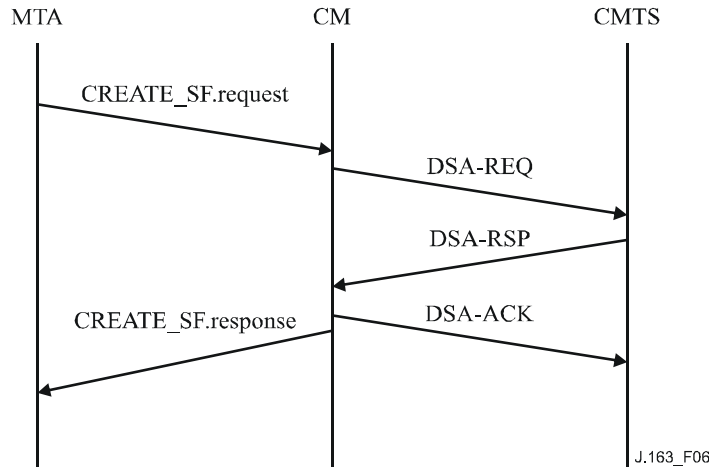 MTA
CM
CMTS
CREATE_SF.request
DSA-REQ
DSA-RSP
CREATE_SF.response
DSA-ACK
J.163_F06